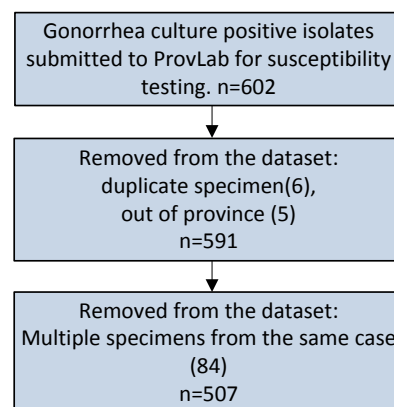 Gonorrhea culture positive isolates
submitted to ProvLab for susceptibility
testing. n=602
Removed from the dataset:
duplicate specimen(6),
out of province (5)
n=591
Removed from the dataset:
Multiple specimens from the same case
(84)
n=507